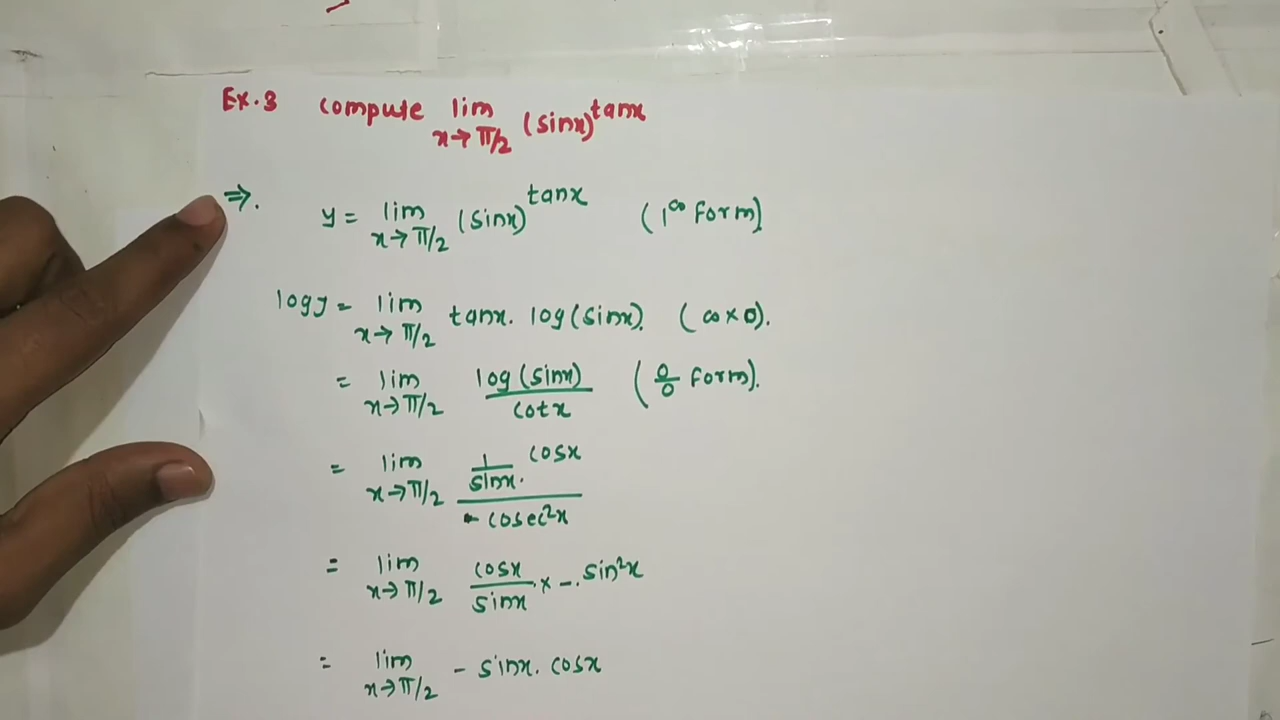 Ex.3 compute lim x→π/2 (sinx)^tanx
⇒. y = lim x→π/2 (sinx)^tanx (1^∞ form)
logy = lim x→π/2 tanx. log(sinx). (∞×0).
= lim x→π/2 log(sinx)/cotx (0/0 form).
= lim x→π/2 (1/sinx. cosx)/(-cosec²x)
= lim x→π/2 cosx/sinx × -. sin²x
= lim x→π/2 - sinx. cosx